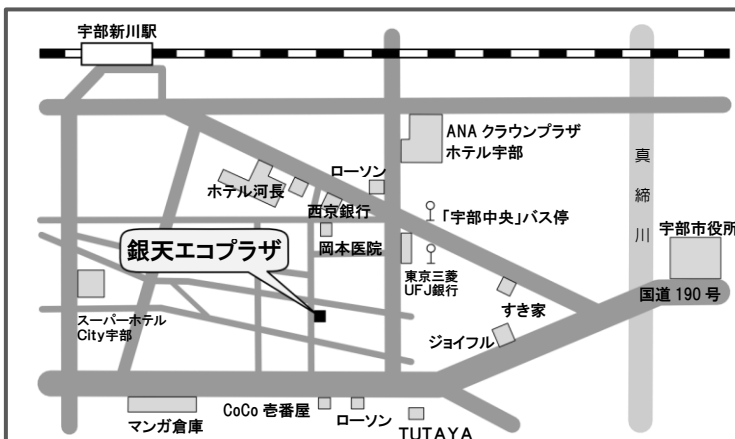 宇部新川駅
ANA クラウンプラザ
ホテル宇部
真締川
ローソン
ホテル河長
西京銀行
「宇部中央」バス停
宇部市役所
岡本医院
銀天エコプラザ
東京三菱
UFJ銀行
国道 190 号
すき家
スーパーホテル
City宇部
ジョイフル
CoCo 壱番屋
ローソン
マンガ倉庫
TUTAYA